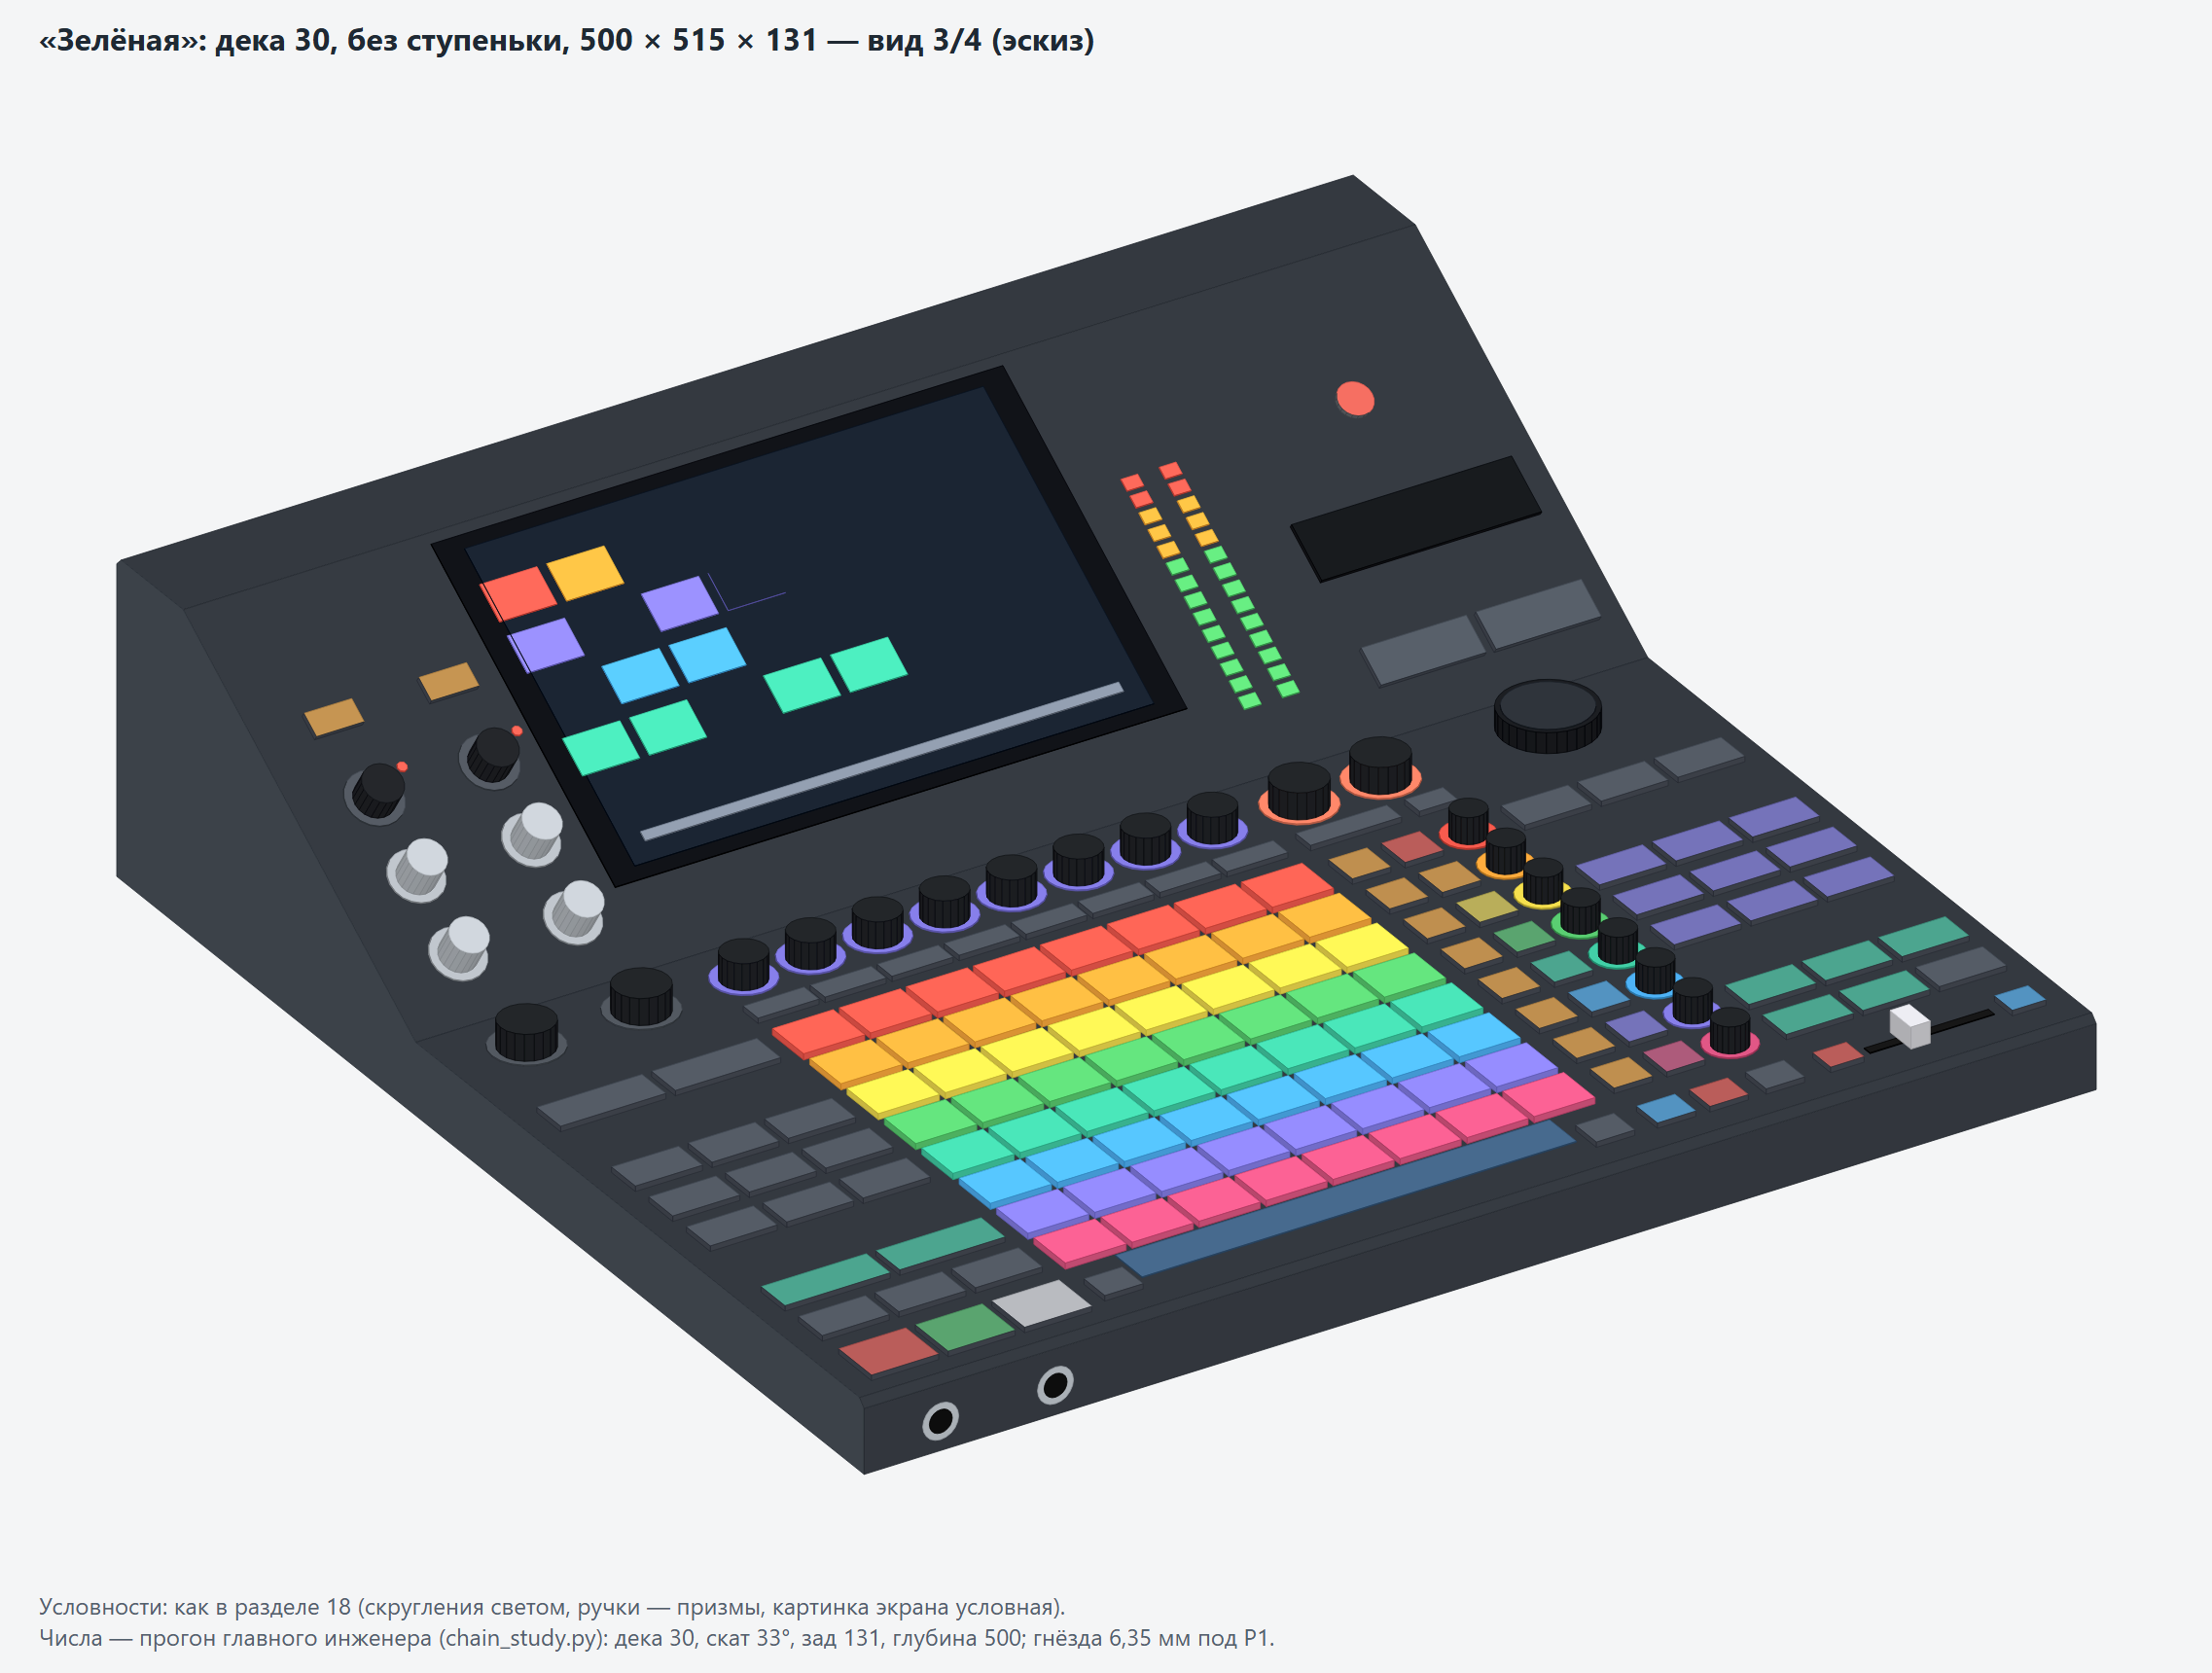 «Зелёная»: дека 30, без ступеньки, 500 × 515 × 131 — вид 3/4 (эскиз)
Условности: как в разделе 18 (скругления светом, ручки — призмы, картинка экрана условная).
Числа — прогон главного инженера (chain_study.py): дека 30, скат 33°, зад 131, глубина 500; гнёзда 6,35 мм под P1.